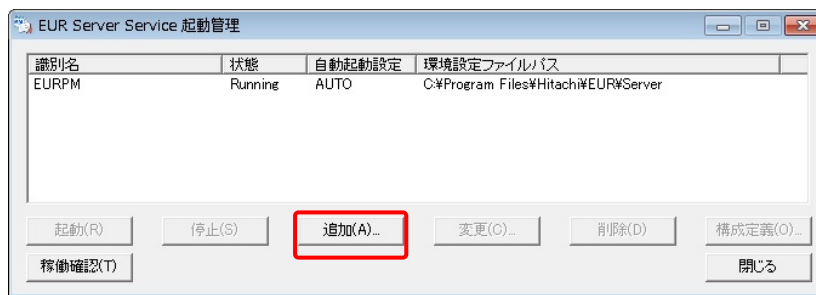 EUR Server Service 起動管理
識別名 状態 自動起動設定 環境設定ファイルパス
EURPM Running AUTO C:¥Program Files¥Hitachi¥EUR¥Server
起動(R) 停止(S) 追加(A)... 変更(C)... 削除(D) 構成定義(O)...
稼働確認(T) 閉じる